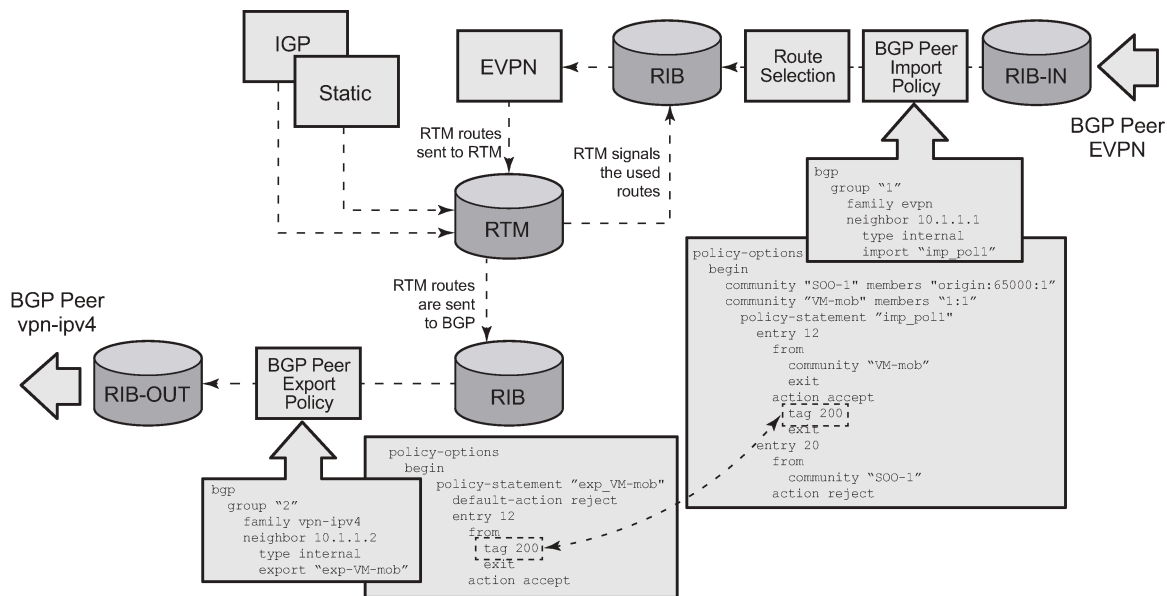 IGP
Static
EVPN
RIB
Route
Selection
BGP Peer
Import
Policy
RIB-IN
BGP Peer
EVPN
RTM routes
sent to RTM
RTM signals
the used
routes
RTM
RTM routes
are sent
to BGP
BGP Peer
vpn-ipv4
RIB-OUT
BGP Peer
Export
Policy
RIB
bgp
group “1”
family evpn
neighbor 10.1.1.1
type internal
import “imp_pol1”
policy-options
begin
community "SOO-1" members "origin:65000:1”
community ”VM-mob” members “1:1”
policy-statement ”imp_pol1"
entry 12
from
community “VM-mob”
exit
action accept
tag 200
exit
entry 20
from
community “SOO-1”
action reject
bgp
group “2”
family vpn-ipv4
neighbor 10.1.1.2
type internal
export “exp-VM-mob”
policy-options
begin
policy-statement ”exp_VM-mob"
default-action reject
entry 12
from
tag 200
exit
action accept